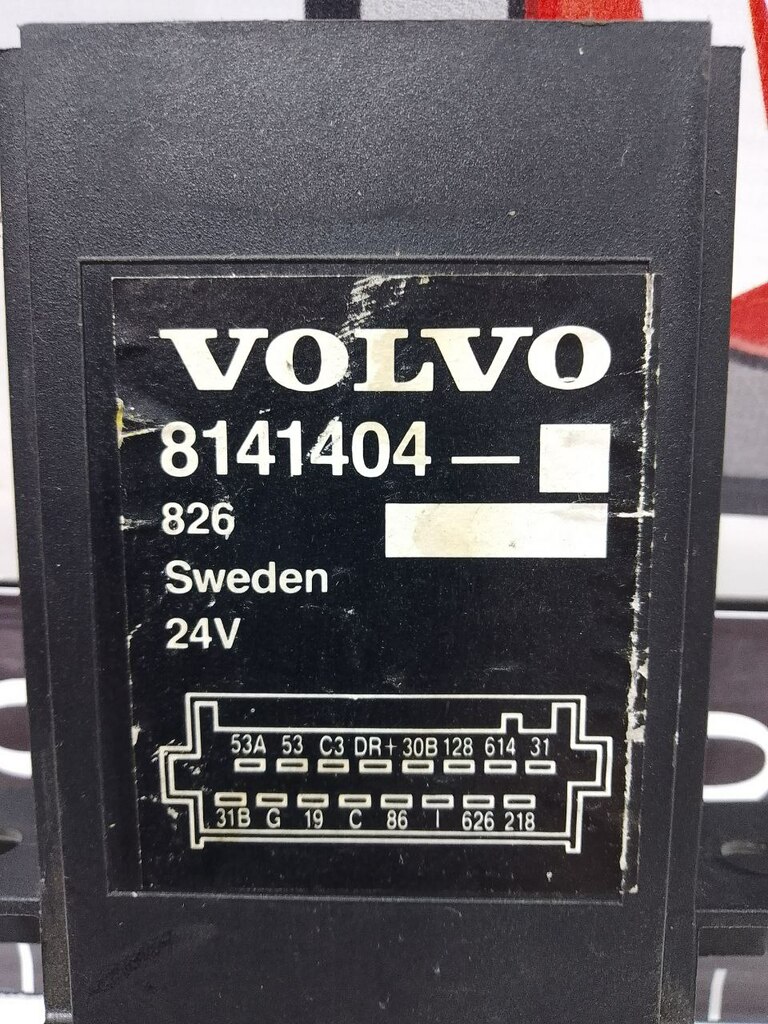 VOLVO
8141404 —
826
Sweden
24V
53A 53 C3 DR+ 30B 128 614 31
31B G 19 C 86 I 626 218